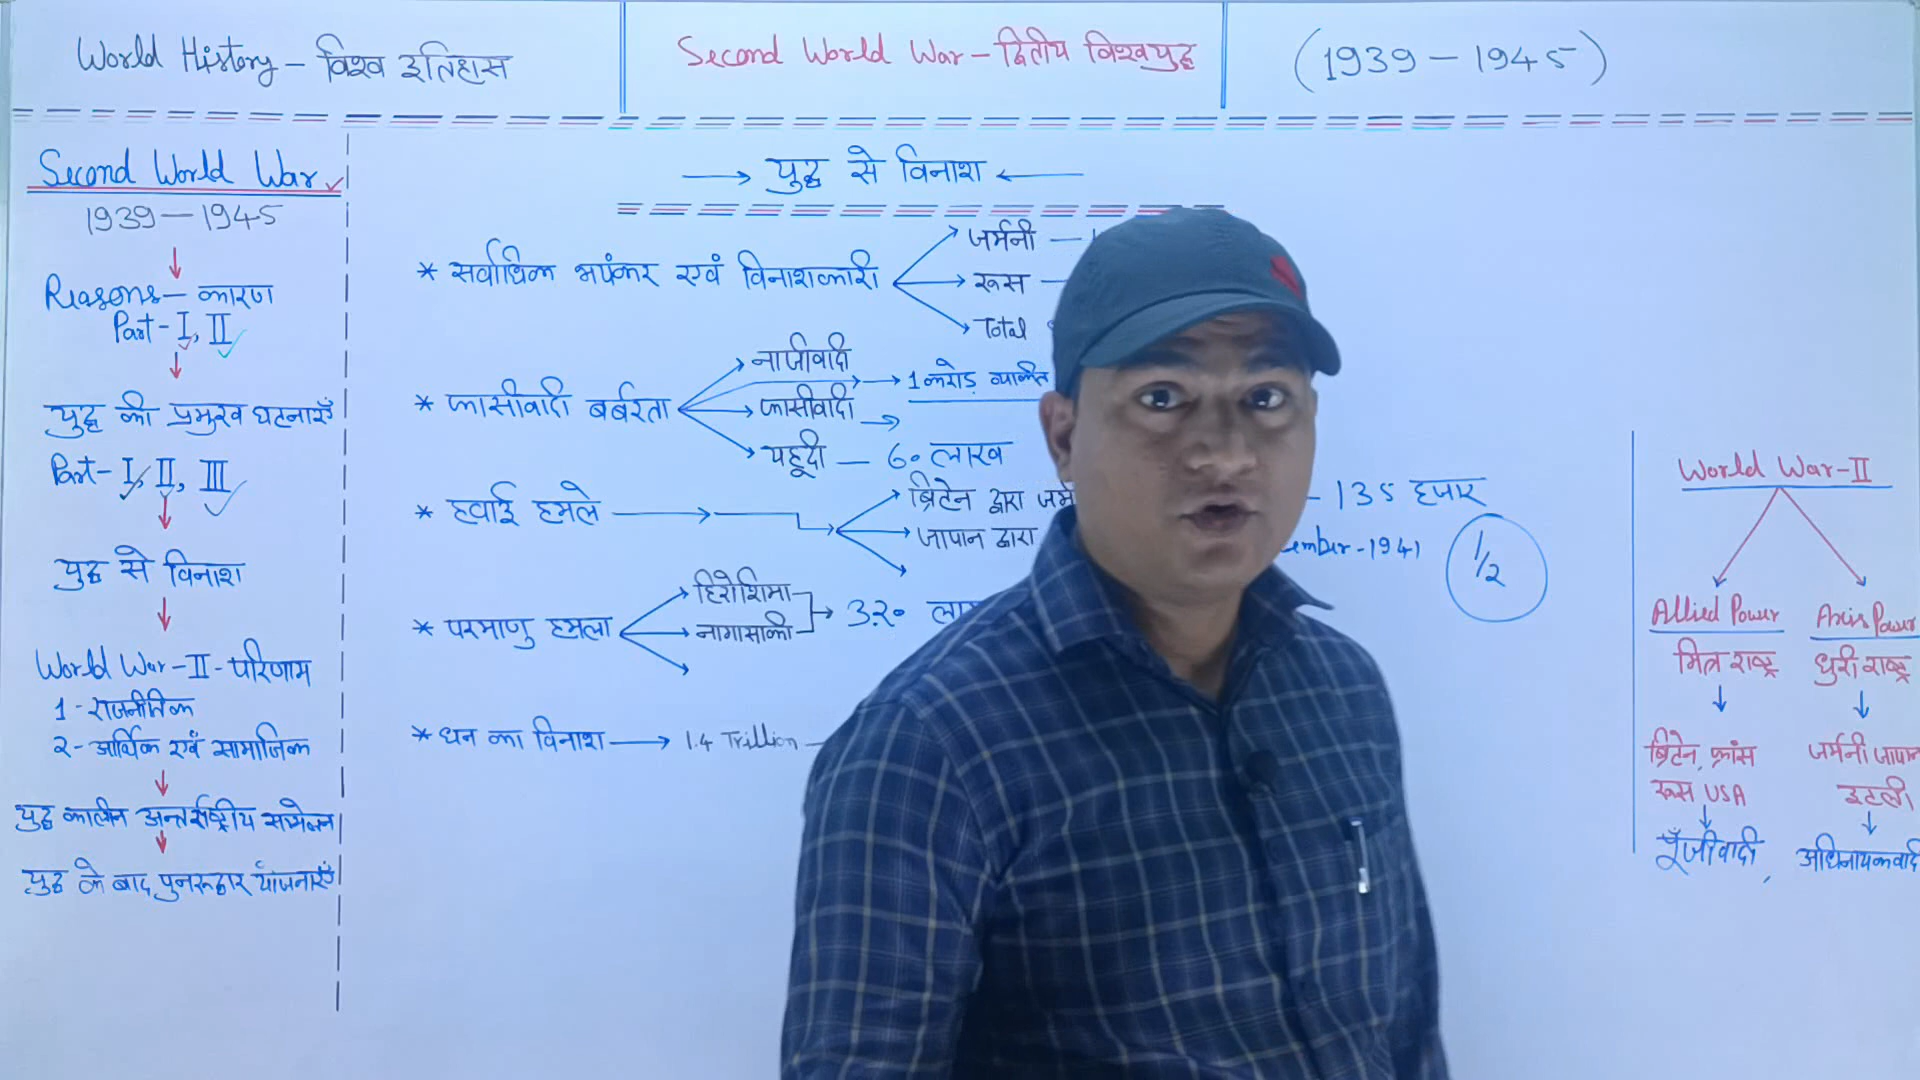 World History - विश्व इतिहास
Second World War - द्वितीय विश्वयुद्ध
(1939 - 1945)
Second World War
1939 - 1945
Reasons - कारण
Part - I, II
युद्ध की प्रमुख घटनाएँ
Part - I, II, III
युद्ध से विनाश
World War - II - परिणाम
1 - राजनीतिक
2 - आर्थिक एवं सामाजिक
युद्ध कालीन अन्तर्राष्ट्रीय सम्मेलन
युद्ध के बाद पुनरूद्वार योजनाएँ
युद्ध से विनाश
* सर्वाधिक भयंकर एवं विनाशकारी
जर्मनी -
रूस -
Total
* फासीवादी बर्बरता
नाजीवादी
फासीवादी
1 करोड़ व्यक्ति
यहूदी - 60 लाख
* हवाई हमले
ब्रिटेन द्वारा
- 135 हजार
जापान द्वारा
-1941
1/2
* परमाणु हमला
हिरोशिमा
नागासाकी
3.20
* धन का विनाश
1.4 Trillion -
World War - II
Allied Power
मित्र राष्ट्र
ब्रिटेन, फ्रांस
रूस USA
पूँजीवादी,
Axis Power
धुरी राष्ट्र
जर्मनी जापान
इटली
अधिनायकवादी